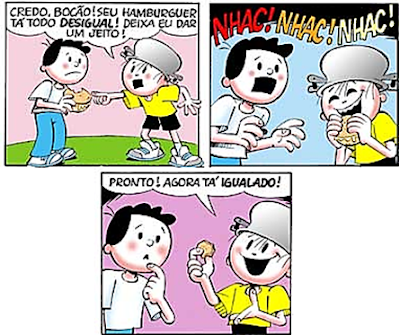 CREDO, BOCÃO! SEU HAMBURGUER
TÁ TODO DESIGUAL! DEIXA EU DAR
UM JEITO!
NHAC! NHAC! NHAC!
PRONTO! AGORA TÁ IGUALADO!